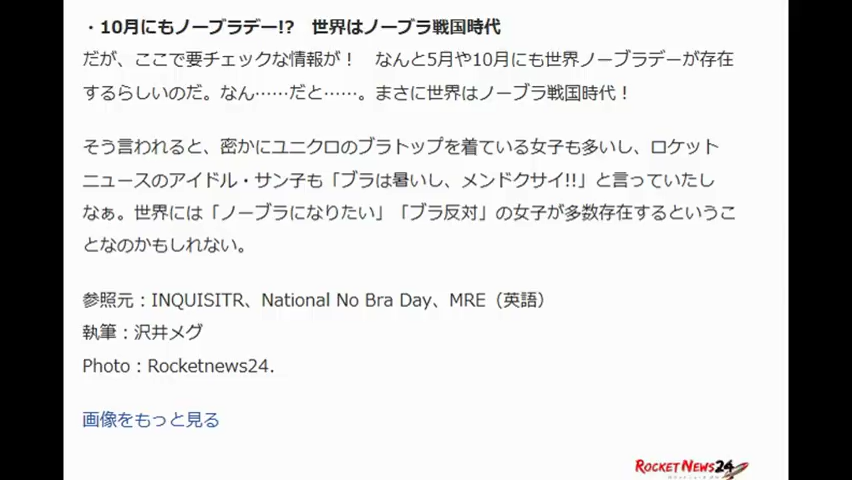 ・10月にもノーブラデー!?　世界はノーブラ戦国時代
だが、ここで要チェックな情報が！　なんと5月や10月にも世界ノーブラデーが存在
するらしいのだ。なん……だと……。まさに世界はノーブラ戦国時代！
そう言われると、密かにユニクロのブラトップを着ている女子も多いし、ロケット
ニュースのアイドル・サン子も「ブラは暑いし、メンドクサイ!!」と言っていたし
なぁ。世界には「ノーブラになりたい」「ブラ反対」の女子が多数存在するというこ
となのかもしれない。
参照元：INQUISITR、National No Bra Day、MRE（英語）
執筆：沢井メグ
Photo：Rocketnews24.
画像をもっと見る
ROCKET NEWS 24